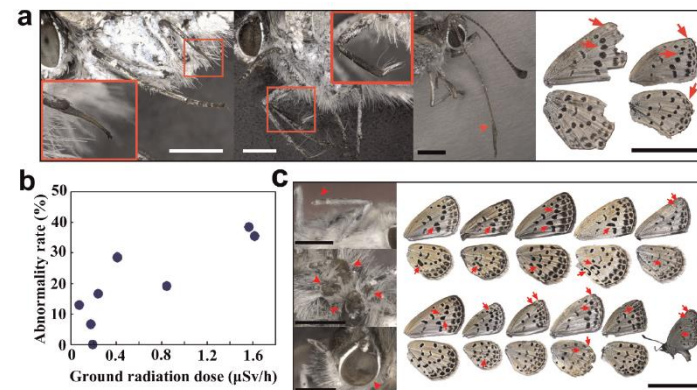 a
b
Abnormality rate (%)
50
40
30
20
10
0
0 0.4 0.8 1.2 1.6
Ground radiation dose (μSv/h)
c